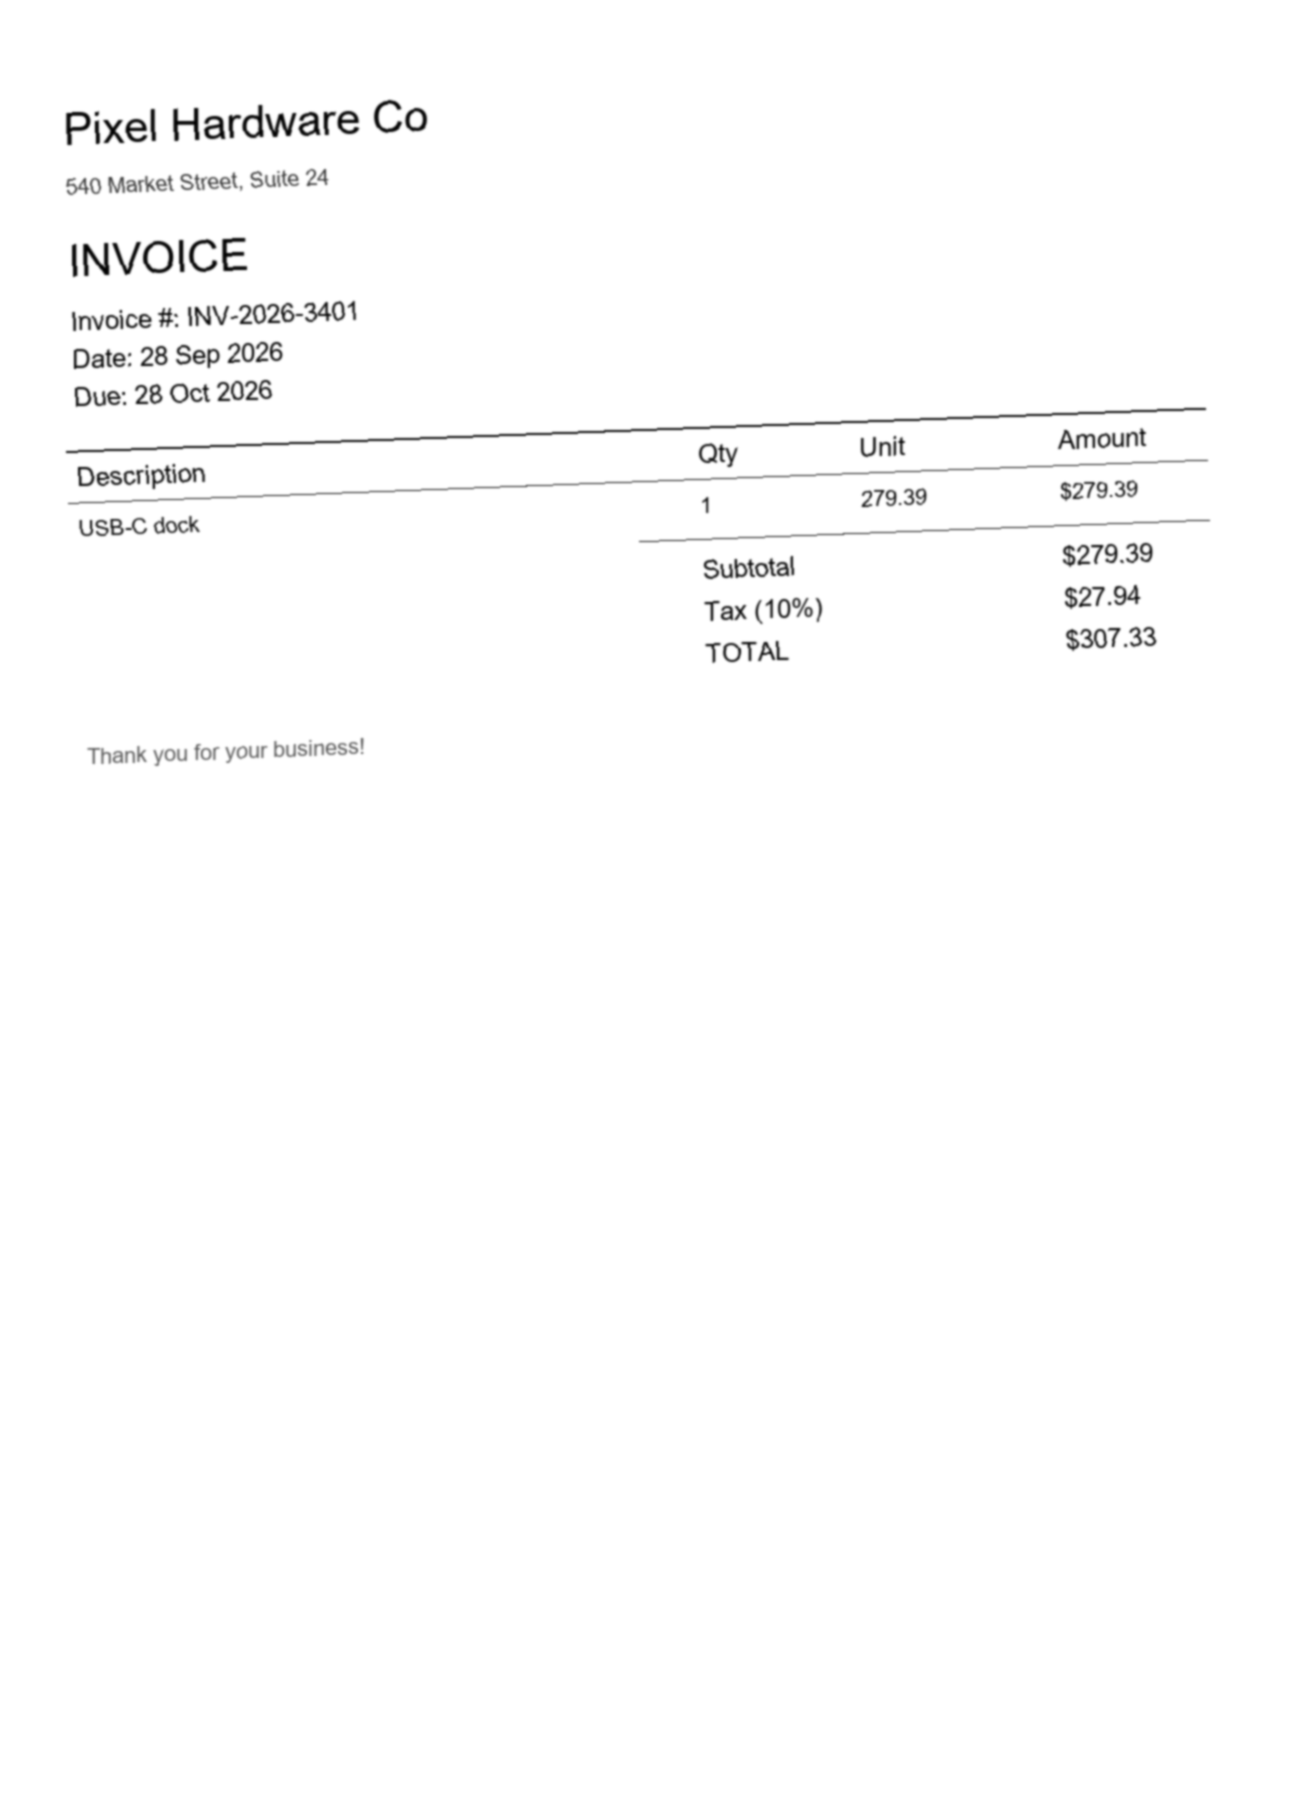 Pixel Hardware Co
540 Market Street, Suite 24
INVOICE
Invoice #: INV-2026-3401
Date: 28 Sep 2026
Due: 28 Oct 2026
Description Qty Unit Amount
USB-C dock 1 279.39 $279.39
Subtotal $279.39
Tax (10%) $27.94
TOTAL $307.33
Thank you for your business!